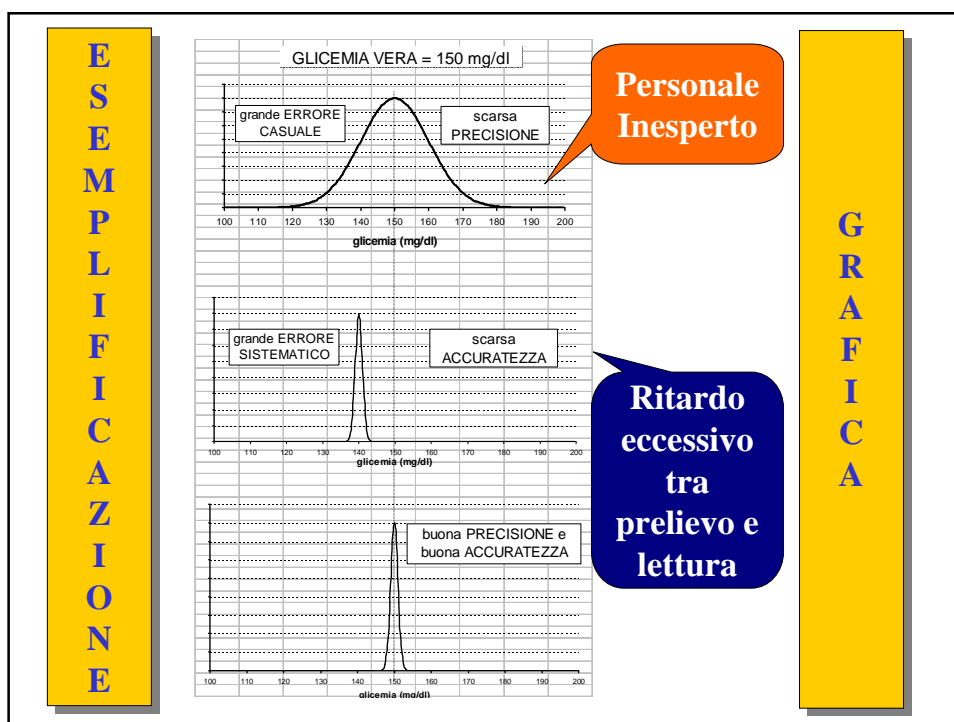 E
S
E
M
P
L
I
F
I
C
A
Z
I
O
N
E
GLICEMIA VERA = 150 mg/dl
grande ERRORE
CASUALE
scarsa
PRECISIONE
100 110 120 130 140 150 160 170 180 190 200
glicemia (mg/dl)
Personale
Inesperto
grande ERRORE
SISTEMATICO
scarsa
ACCURATEZZA
100 110 120 130 140 150 160 170 180 190 200
glicemia (mg/dl)
Ritardo
eccessivo
tra
prelievo e
lettura
buona PRECISIONE e
buona ACCURATEZZA
100 110 120 130 140 150 160 170 180 190 200
glicemia (mg/dl)
G
R
A
F
I
C
A